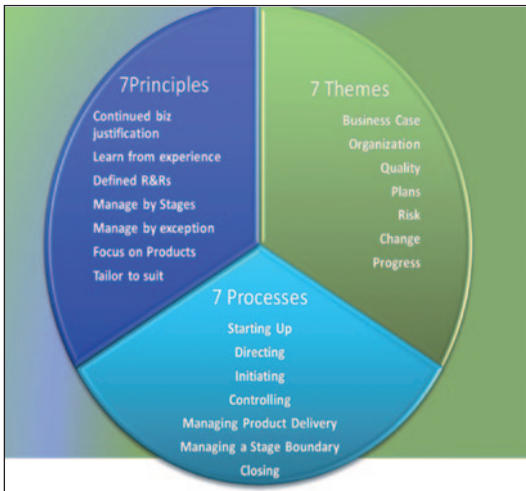 7Principles
Continued biz
justification
Learn from experience
Defined R&Rs
Manage by Stages
Manage by exception
Focus on Products
Tailor to suit
7 Themes
Business Case
Organization
Quality
Plans
Risk
Change
Progress
7 Processes
Starting Up
Directing
Initiating
Controlling
Managing Product Delivery
Managing a Stage Boundary
Closing